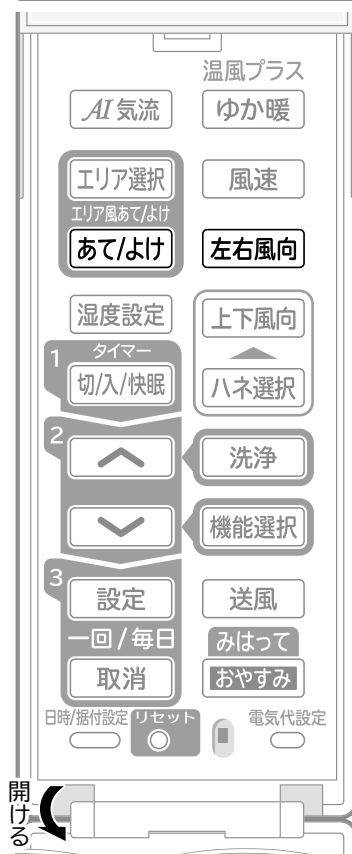 温風プラス
AI気流
ゆか暖
エリア選択
風速
エリア風あて/よけ
あて/よけ
左右風向
湿度設定
上下風向
1
タイマー
切/入/快眠
ハネ選択
2
洗浄
機能選択
3
設定
送風
一回/毎日
みはって
取消
おやすみ
日時/据付設定
リセット
電気代設定
開ける